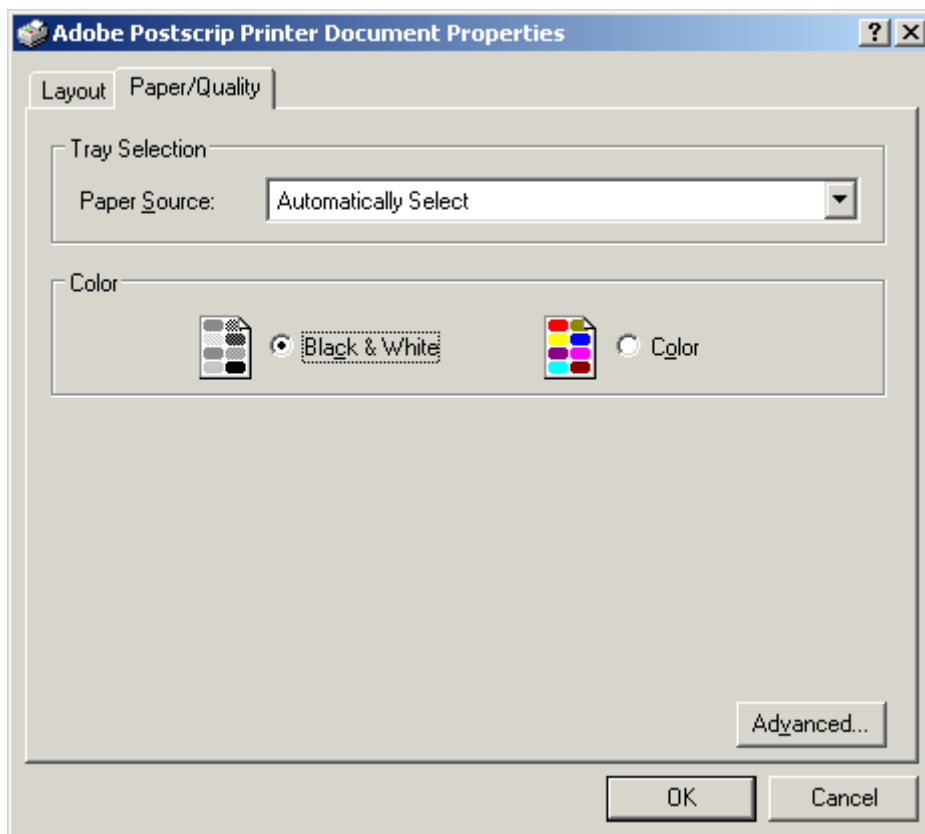 Adobe Postscrip Printer Document Properties
Layout Paper/Quality
Tray Selection
Paper Source: Automatically Select
Color
Black & White Color
Advanced...
OK Cancel